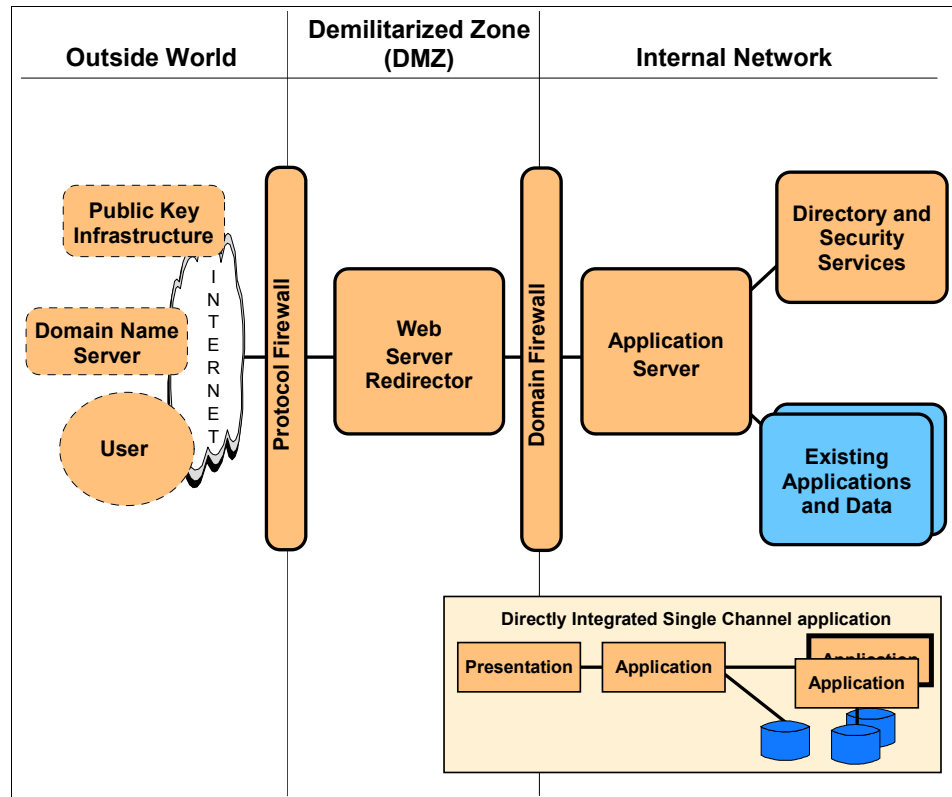 Outside World
Demilitarized Zone
(DMZ)
Internal Network
Public Key
Infrastructure
Domain Name
Server
User
INTERNET
Protocol Firewall
Web
Server
Redirector
Domain Firewall
Application
Server
Directory and
Security
Services
Existing
Applications
and Data
Directly Integrated Single Channel application
Presentation
Application
Application
Application